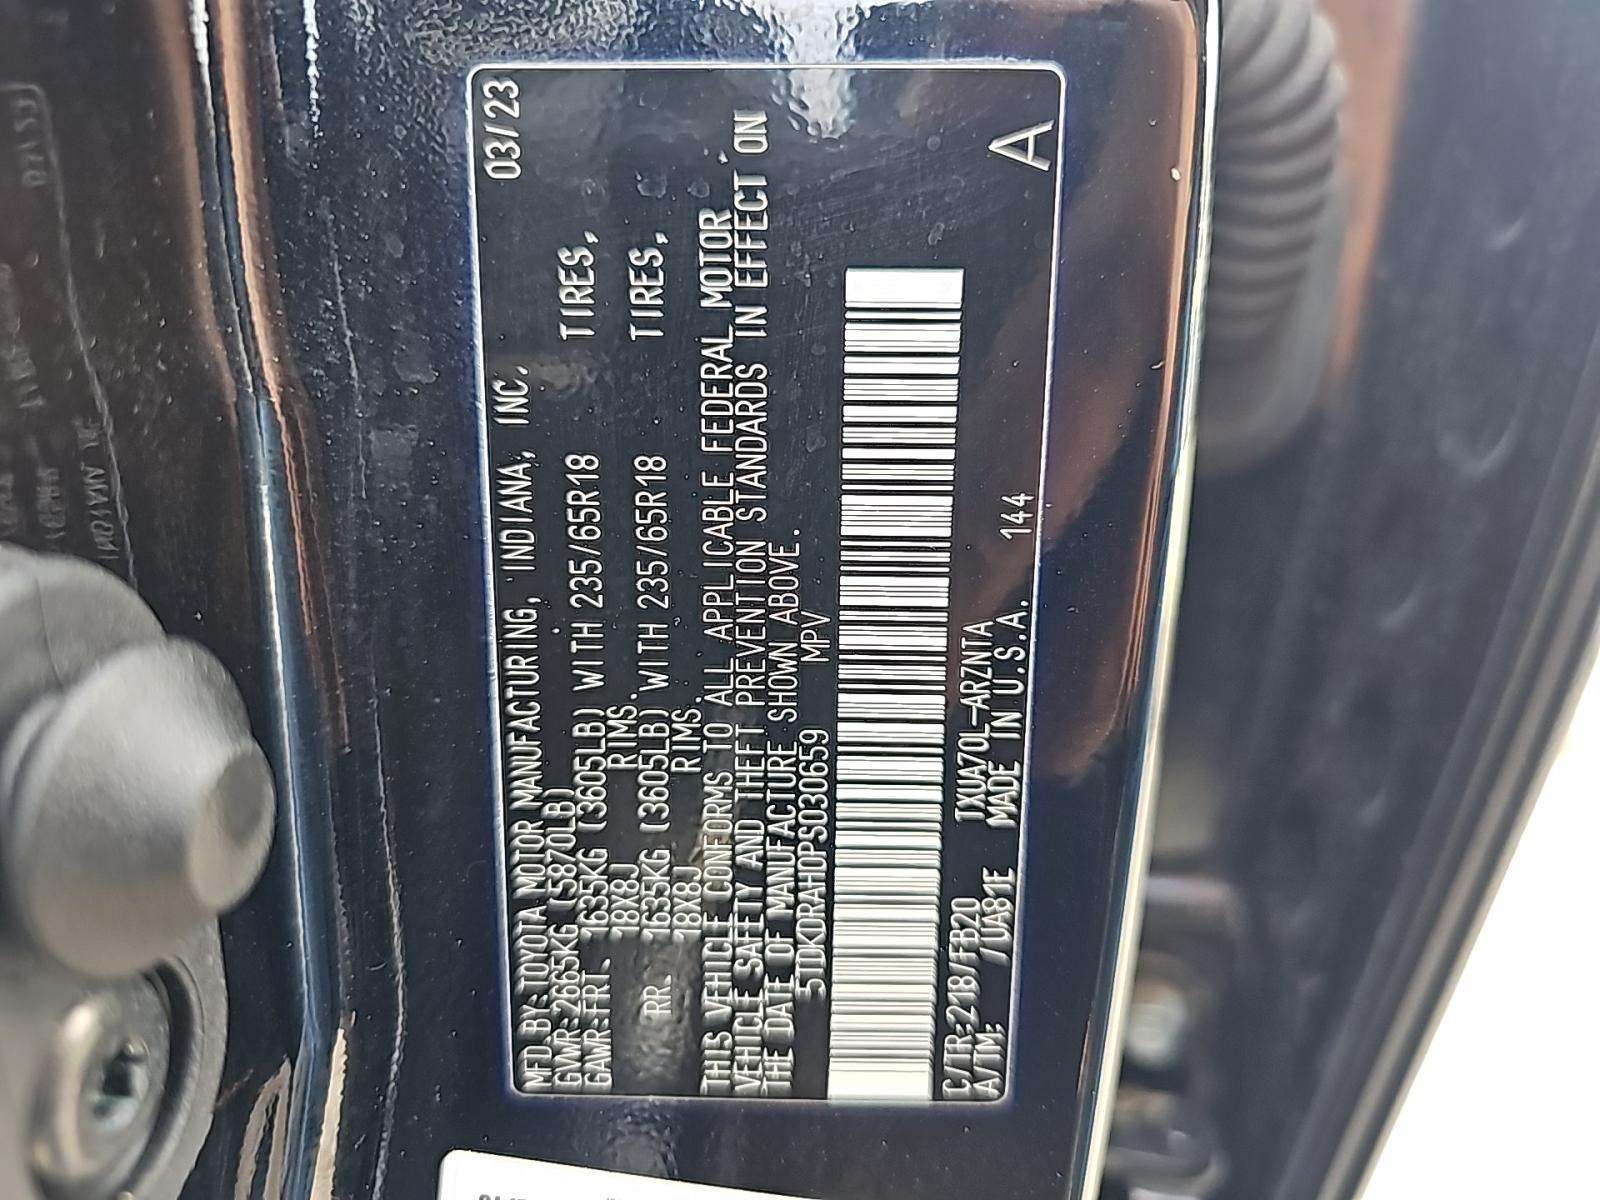 MFD. BY: TOYOTA MOTOR MANUFACTURING, INDIANA, INC. 03/23
GVWR: 2665KG (5870LB)
GAWR: FRT. 1635KG (3605LB) WITH 235/65R18 TIRES,
18X8J RIMS.
RR. 1635KG (3605LB) WITH 235/65R18 TIRES,
18X8J RIMS.
THIS VEHICLE CONFORMS TO ALL APPLICABLE FEDERAL MOTOR
VEHICLE SAFETY AND THEFT PREVENTION STANDARDS IN EFFECT ON
THE DATE OF MANUFACTURE SHOWN ABOVE.
5TDKDRAH0PS030659 MPV
C/TR: 218/FB20 TXUA70L-ARZNTA
A/TM: /UA81E MADE IN U.S.A. 144
A